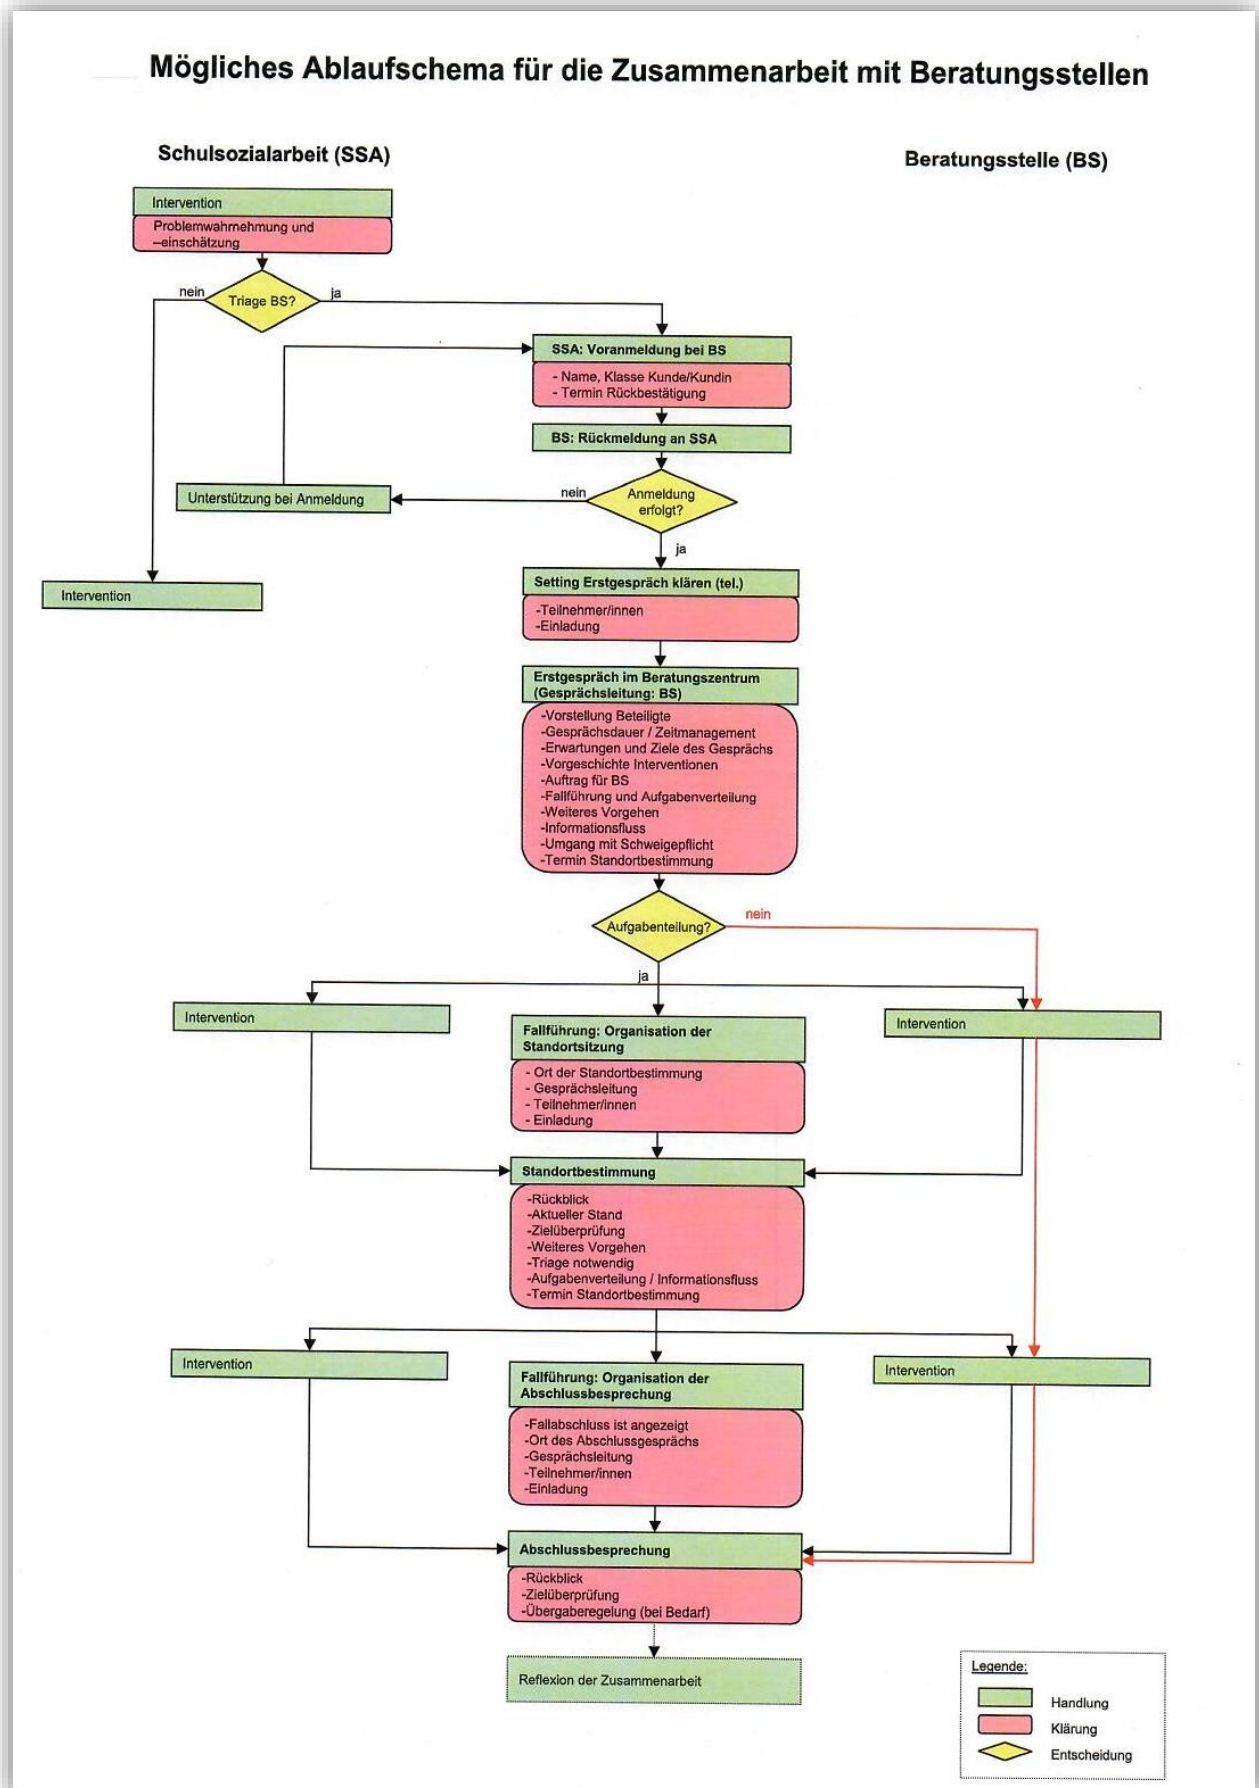 Mögliches Ablaufschema für die Zusammenarbeit mit Beratungsstellen
Schulsozialarbeit (SSA)
Beratungsstelle (BS)
Intervention
Problemwahrnehmung und
–einschätzung
nein
Triage BS?
ja
SSA: Voranmeldung bei BS
- Name, Klasse Kunde/Kundin
- Termin Rückbestätigung
BS: Rückmeldung an SSA
Unterstützung bei Anmeldung
nein
Anmeldung
erfolgt?
ja
Intervention
Setting Erstgespräch klären (tel.)
-Teilnehmer/innen
-Einladung
Erstgespräch im Beratungszentrum
(Gesprächsleitung: BS)
-Vorstellung Beteiligte
-Gesprächsdauer / Zeitmanagement
-Erwartungen und Ziele des Gesprächs
-Vorgeschichte Interventionen
-Auftrag für BS
-Fallführung und Aufgabenverteilung
-Weiteres Vorgehen
-Informationsfluss
-Umgang mit Schweigepflicht
-Termin Standortbestimmung
Aufgabenteilung?
nein
ja
Intervention
Fallführung: Organisation der
Standortsitzung
- Ort der Standortbestimmung
- Gesprächsleitung
- Teilnehmer/innen
- Einladung
Intervention
Standortbestimmung
-Rückblick
-Aktueller Stand
-Zielüberprüfung
-Weiteres Vorgehen
-Triage notwendig
-Aufgabenverteilung / Informationsfluss
-Termin Standortbestimmung
Intervention
Fallführung: Organisation der
Abschlussbesprechung
-Fallabschluss ist angezeigt
-Ort des Abschlussgesprächs
-Gesprächsleitung
-Teilnehmer/innen
-Einladung
Intervention
Abschlussbesprechung
-Rückblick
-Zielüberprüfung
-Übergaberegelung (bei Bedarf)
Reflexion der Zusammenarbeit
Legende:
Handlung
Klärung
Entscheidung